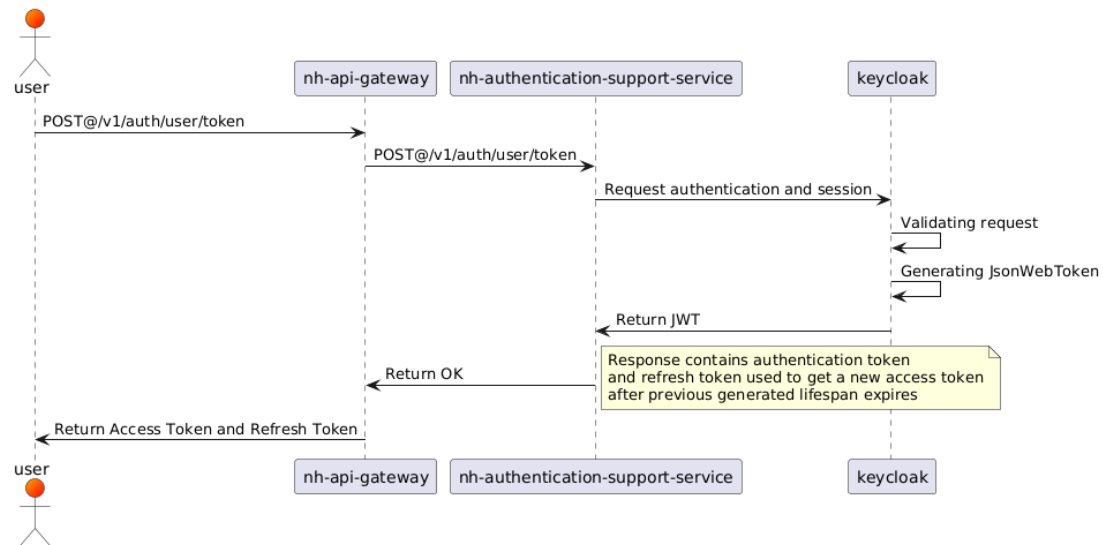 user
nh-api-gateway
nh-authentication-support-service
keycloak
POST@/v1/auth/user/token
POST@/v1/auth/user/token
Request authentication and session
Validating request
Generating JsonWebToken
Return JWT
Response contains authentication token
and refresh token used to get a new access token
after previous generated lifespan expires
Return OK
Return Access Token and Refresh Token
user
nh-api-gateway
nh-authentication-support-service
keycloak